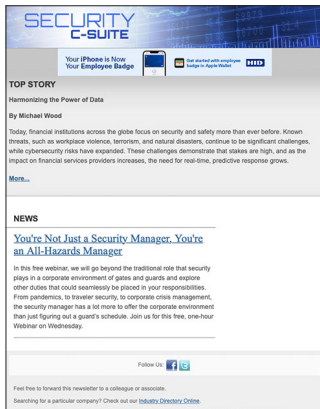 SECURITY
C-SUITE
Your iPhone is Now
Your Employee Badge
Get started with employee
badge in Apple Wallet
HID
TOP STORY
Harmonizing the Power of Data
By Michael Wood
Today, financial institutions across the globe focus on security and safety more than ever before. Known
threats, such as workplace violence, terrorism, and natural disasters, continue to be significant challenges,
while cybersecurity risks have expanded. These challenges demonstrate that stakes are high, and as the
impact on financial services providers increases, the need for real-time, predictive response grows.
More...
NEWS
You're Not Just a Security Manager, You're
an All-Hazards Manager
In this free webinar, we will go beyond the traditional role that security
plays in a corporate environment of gates and guards and explore
other duties that could seamlessly be placed in your responsibilities.
From pandemics, to traveler security, to corporate crisis management,
the security manager has a lot more to offer the corporate environment
than just figuring out a guard's schedule. Join us for this free, one-hour
Webinar on Wednesday.
Follow Us:
Feel free to forward this newsletter to a colleague or associate.
Searching for a particular company? Check out our Industry Directory Online.